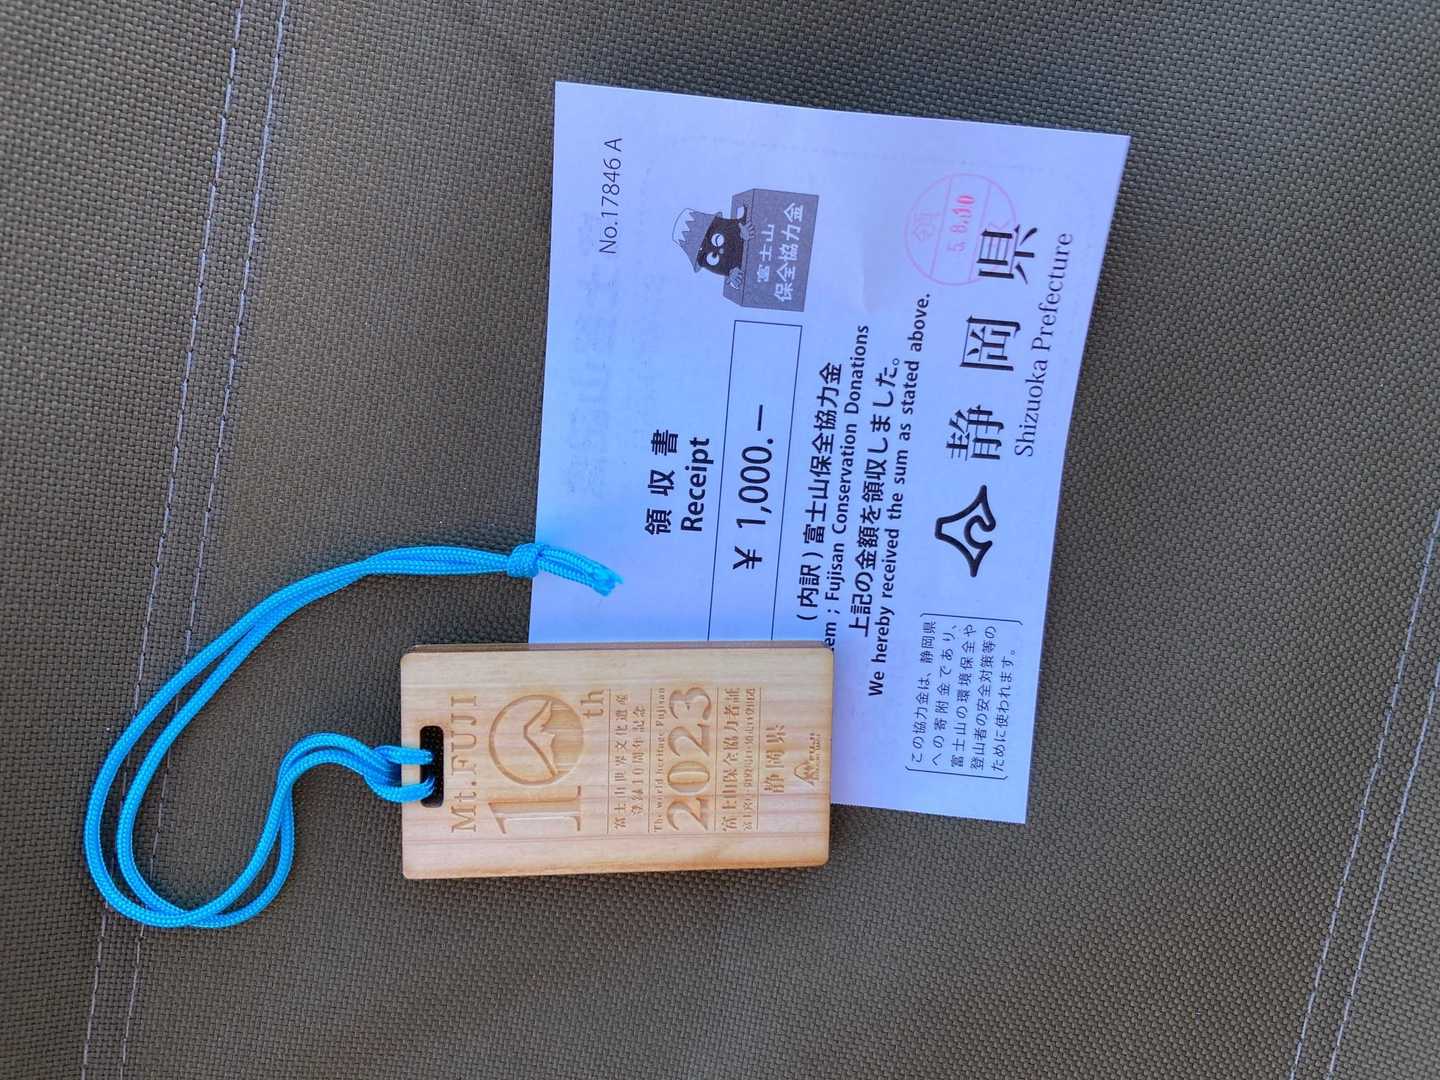 No.17846 A
領収書
Receipt
¥ 1,000.—
富士山
保全協力金
(内訳) 富士山保全協力金
tem ; Fujisan Conservation Donations
上記の金額を領収しました。
We hereby received the sum as stated above.
領
5.8.10
静岡県
Shizuoka Prefecture
この協力金は、静岡県
への寄附金であり、
富士山の環境保全や
登山者の安全対策等の
ために使われます。
Mt.FUJI
10th
富士山世界文化遺産
登録10周年記念
The world heritage Fujisan
2023
富士山保全協力者証
静岡県